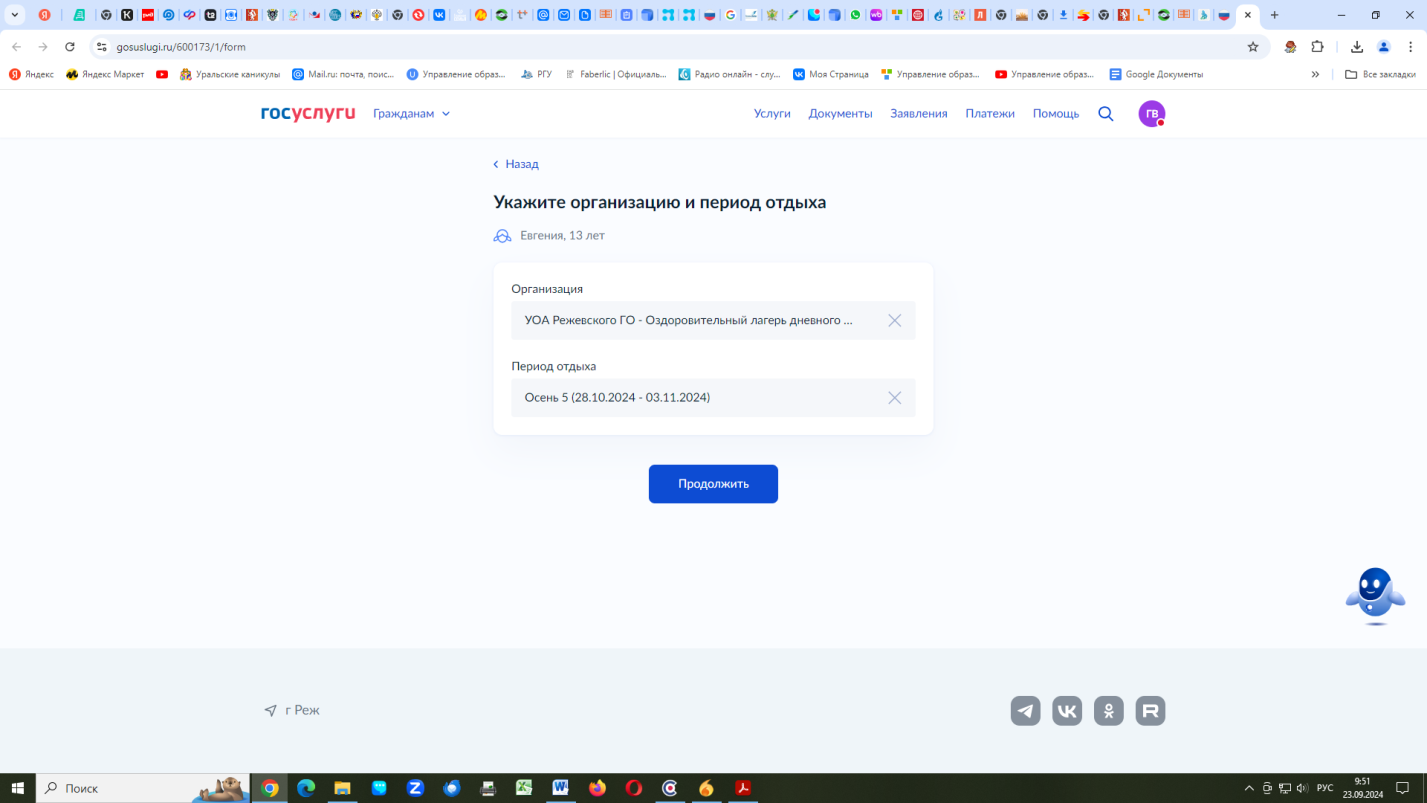 gosuslugi.ru/600173/1/form
Яндекс
Яндекс Маркет
Уральские каникулы
Mail.ru: почта, поис...
Управление образ...
РГУ
Faberlic | Официаль...
Радио онлайн - слу...
Моя Страница
Управление образ...
Управление образ...
Google Документы
Все закладки
госуслуги
Гражданам
Услуги
Документы
Заявления
Платежи
Помощь
ГВ
Назад
Укажите организацию и период отдыха
Евгения, 13 лет
Организация
УОА Режевского ГО - Оздоровительный лагерь дневного ...
Период отдыха
Осень 5 (28.10.2024 - 03.11.2024)
Продолжить
г Реж
Поиск
РУС
9:51
23.09.2024